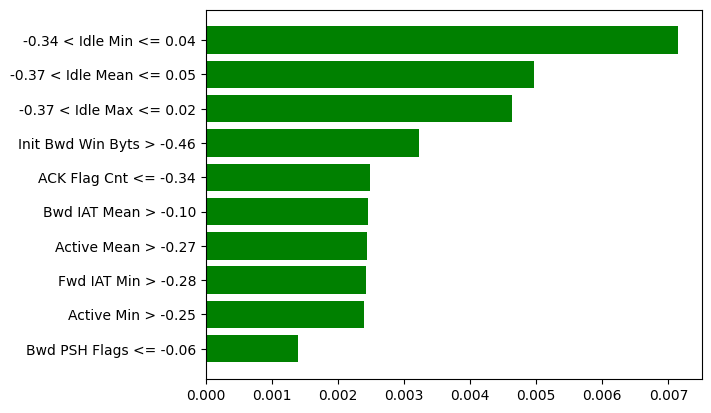 -0.34 < Idle Min <= 0.04
-0.37 < Idle Mean <= 0.05
-0.37 < Idle Max <= 0.02
Init Bwd Win Byts > -0.46
ACK Flag Cnt <= -0.34
Bwd IAT Mean > -0.10
Active Mean > -0.27
Fwd IAT Min > -0.28
Active Min > -0.25
Bwd PSH Flags <= -0.06
0.000 0.001 0.002 0.003 0.004 0.005 0.006 0.007